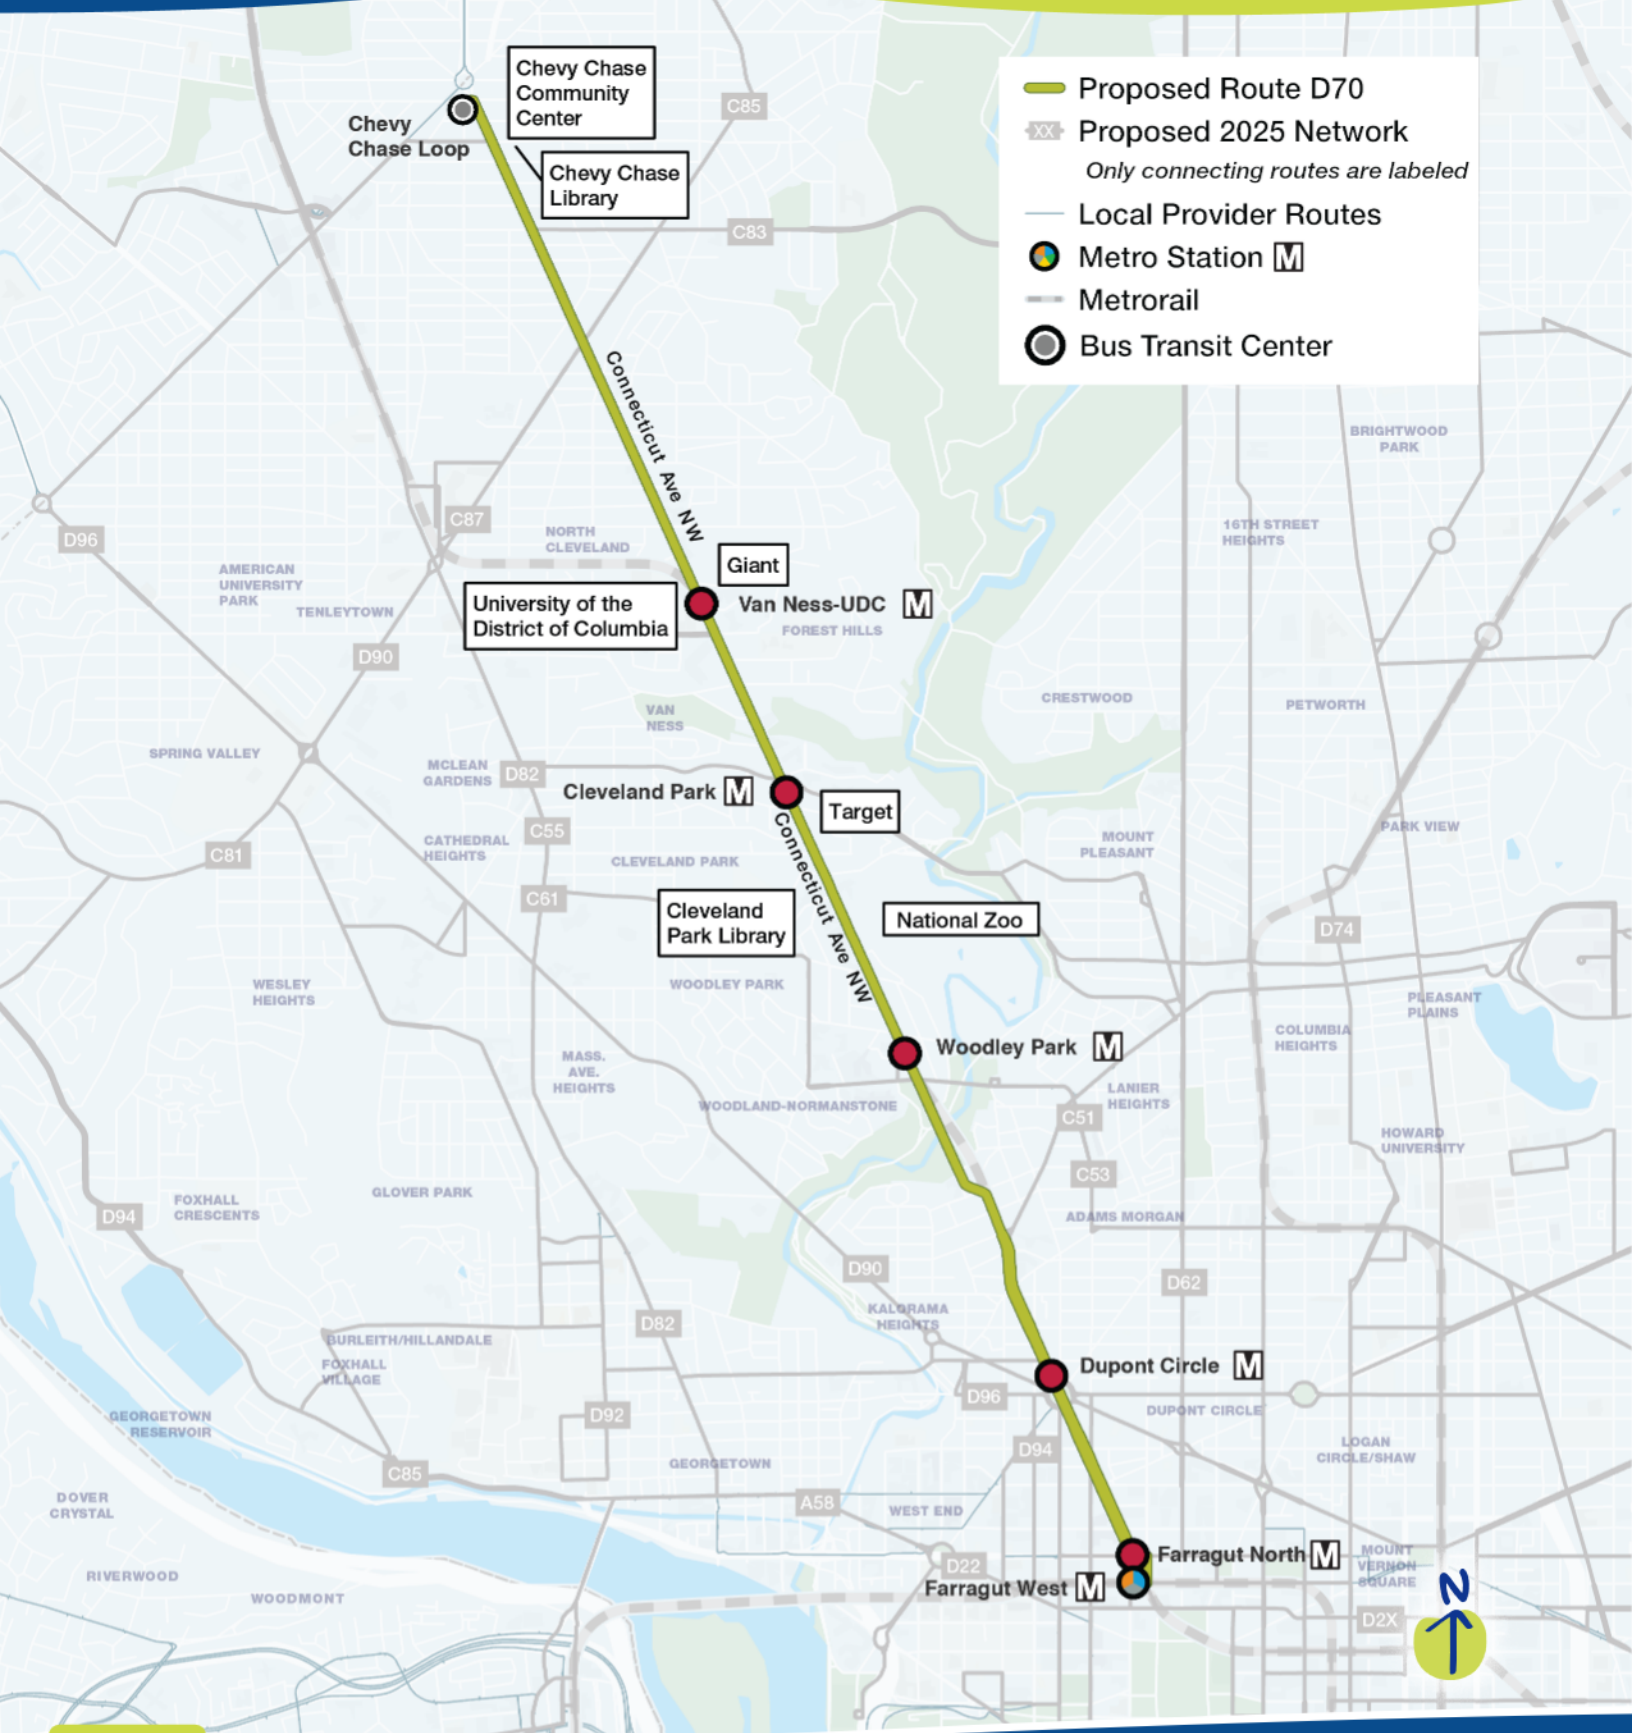 Chevy Chase
Community
Center
Chevy
Chase Loop
Chevy Chase
Library
C85
C83
Proposed Route D70
XX Proposed 2025 Network
Only connecting routes are labeled
Local Provider Routes
Metro Station M
Metrorail
Bus Transit Center
Connecticut Ave NW
BRIGHTWOOD
PARK
16TH STREET
HEIGHTS
D96
C87
NORTH
CLEVELAND
AMERICAN
UNIVERSITY
PARK
TENLEYTOWN
Giant
University of the
District of Columbia
Van Ness-UDC M
FOREST HILLS
D90
CRESTWOOD
PETWORTH
VAN
NESS
SPRING VALLEY
MCLEAN
GARDENS
D82
Cleveland Park M
Target
C55
CATHEDRAL
HEIGHTS
C81
CLEVELAND PARK
MOUNT
PLEASANT
PARK VIEW
Connecticut Ave NW
C61
Cleveland
Park Library
National Zoo
D74
WESLEY
HEIGHTS
WOODLEY PARK
PLEASANT
PLAINS
COLUMBIA
HEIGHTS
Woodley Park M
MASS.
AVE.
HEIGHTS
WOODLAND-NORMANSTONE
LANIER
HEIGHTS
C51
HOWARD
UNIVERSITY
C53
GLOVER PARK
FOXHALL
CRESCENTS
D94
ADAMS MORGAN
D90
D62
KALORAMA
HEIGHTS
D82
BURLEITH/HILLANDALE
FOXHALL
VILLAGE
Dupont Circle M
D96
DUPONT CIRCLE
D92
GEORGETOWN
RESERVOIR
D94
LOGAN
CIRCLE/SHAW
GEORGETOWN
C85
A58
WEST END
DOVER
CRYSTAL
Farragut North M
D22
Farragut West M
MOUNT
VERNON
SQUARE
RIVERWOOD
WOODMONT
D2X
N